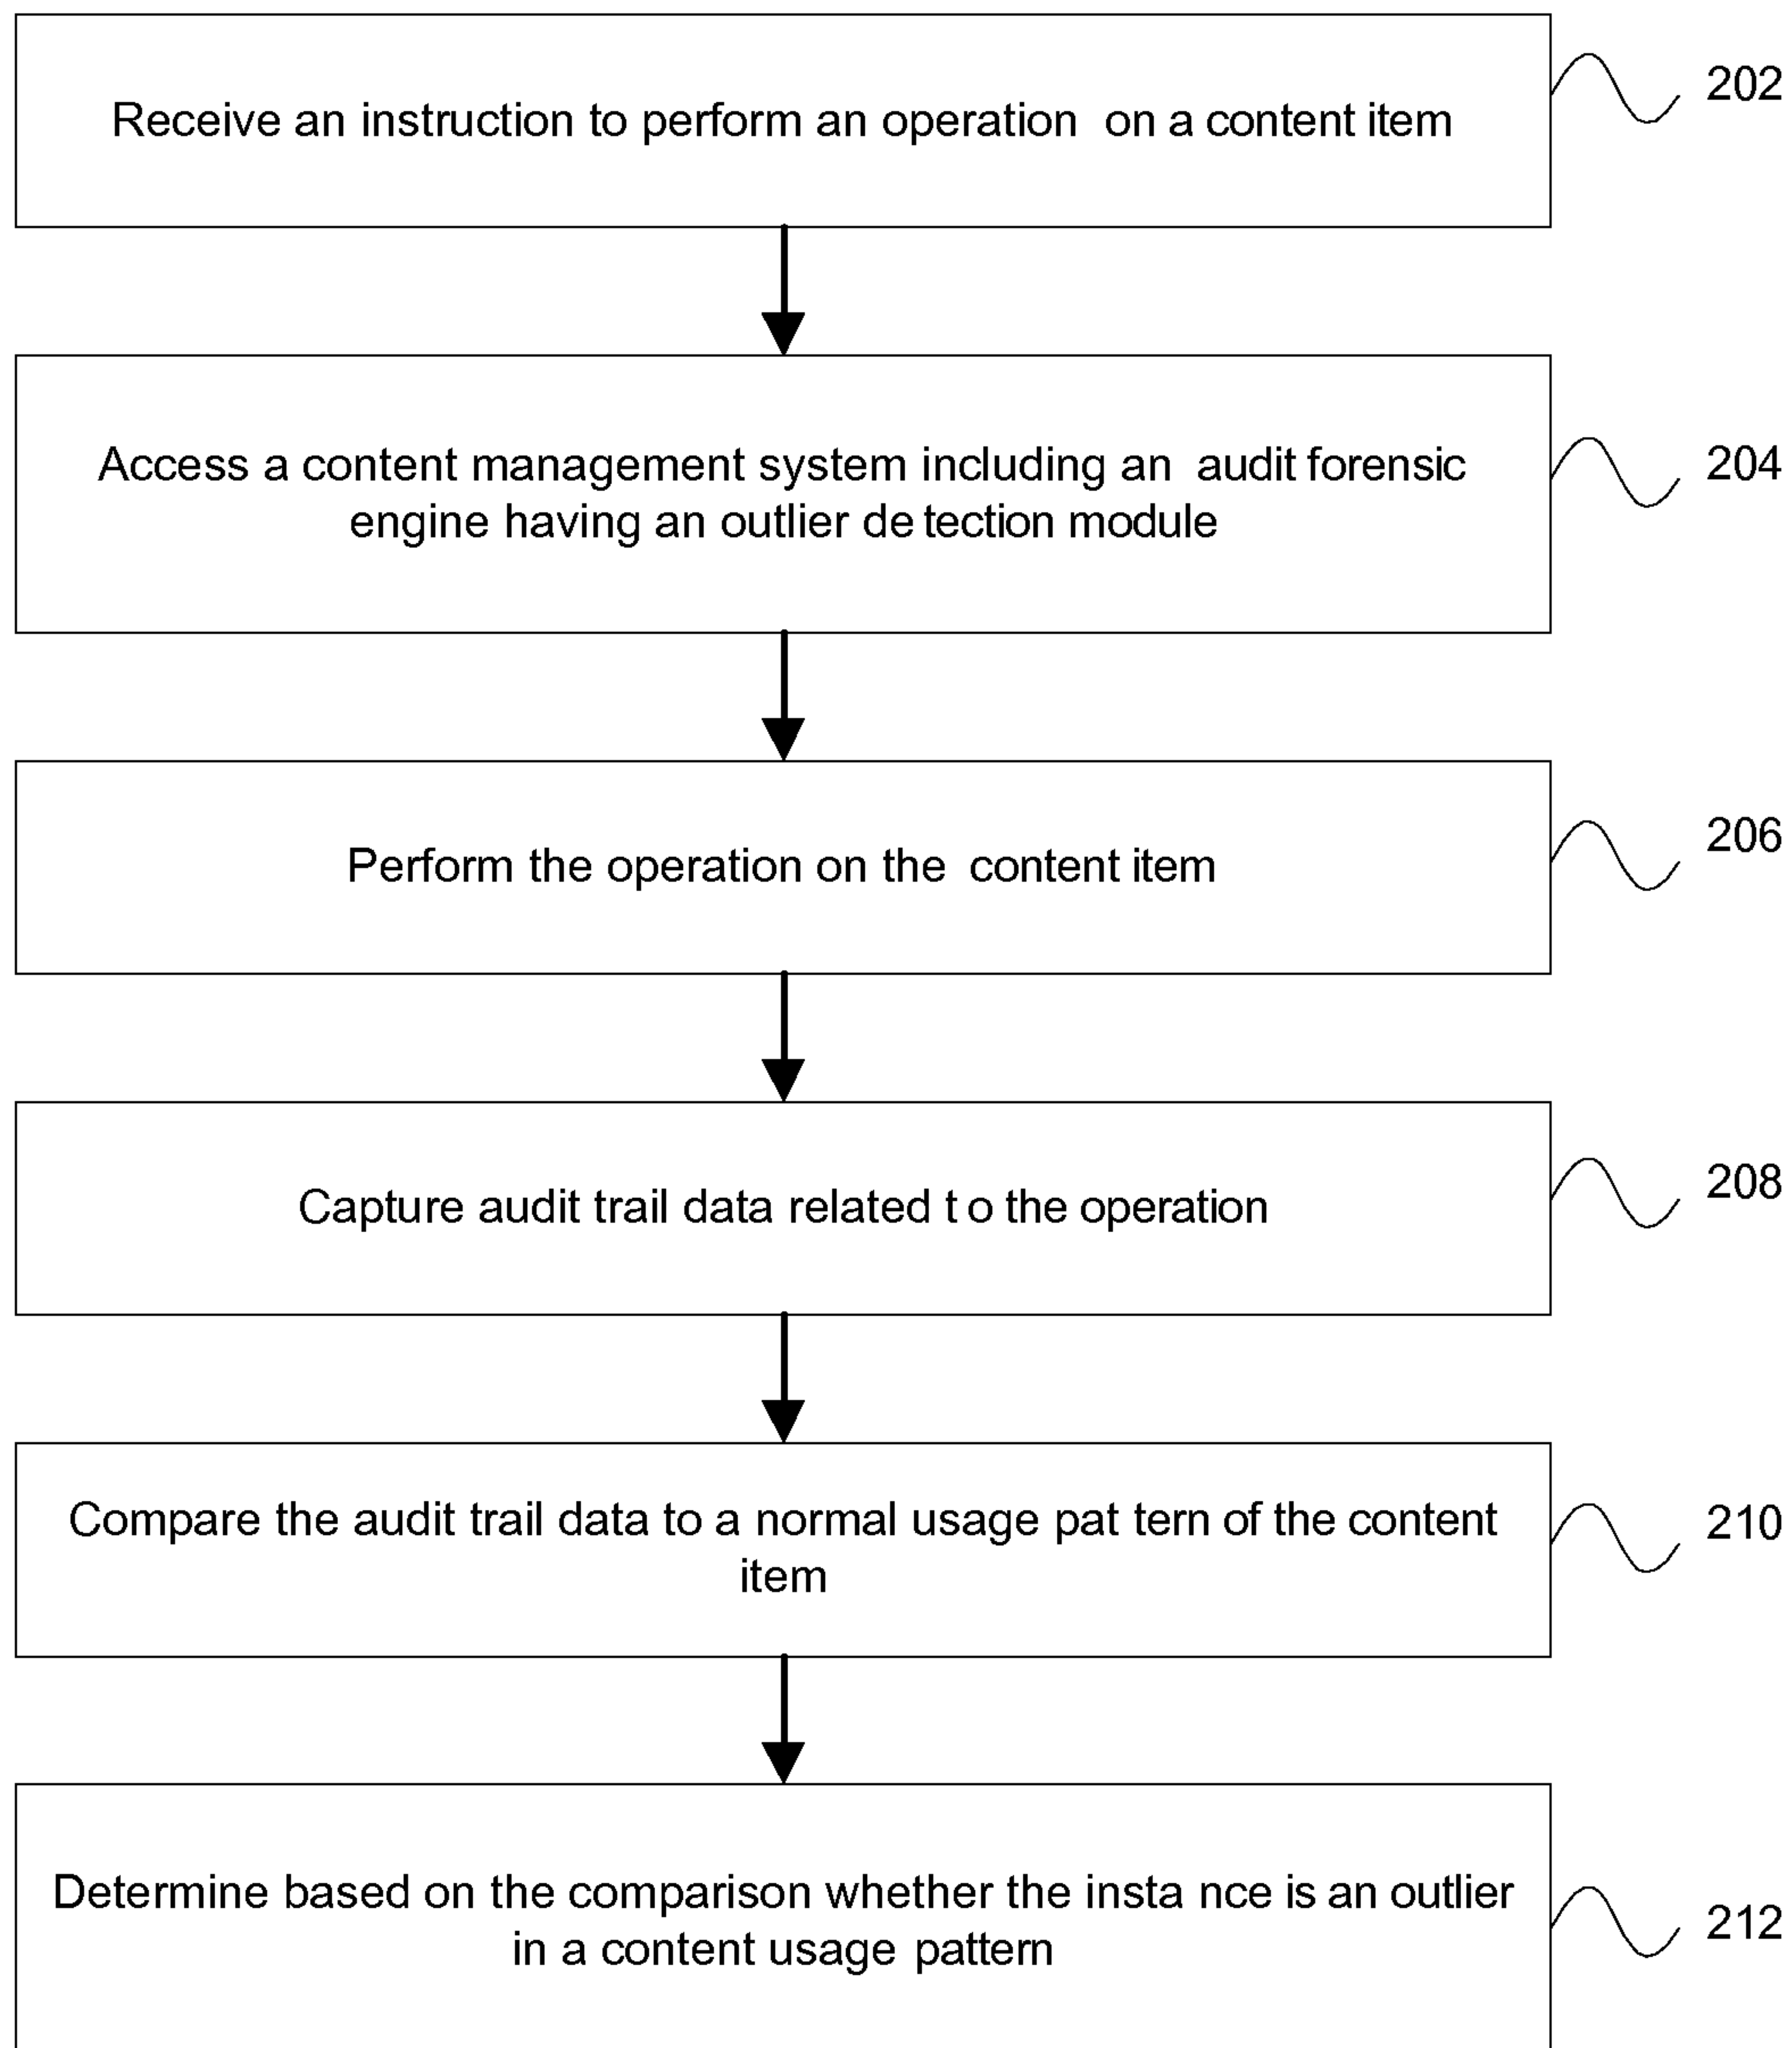 Receive an instruction to perform an operation on a content item
202
Access a content management system including an audit forensic
engine having an outlier detection module
204
Perform the operation on the content item
206
Capture audit trail data related t o the operation
208
Compare the audit trail data to a normal usage pat tern of the content
item
210
Determine based on the comparison whether the insta nce is an outlier
in a content usage pattern
212